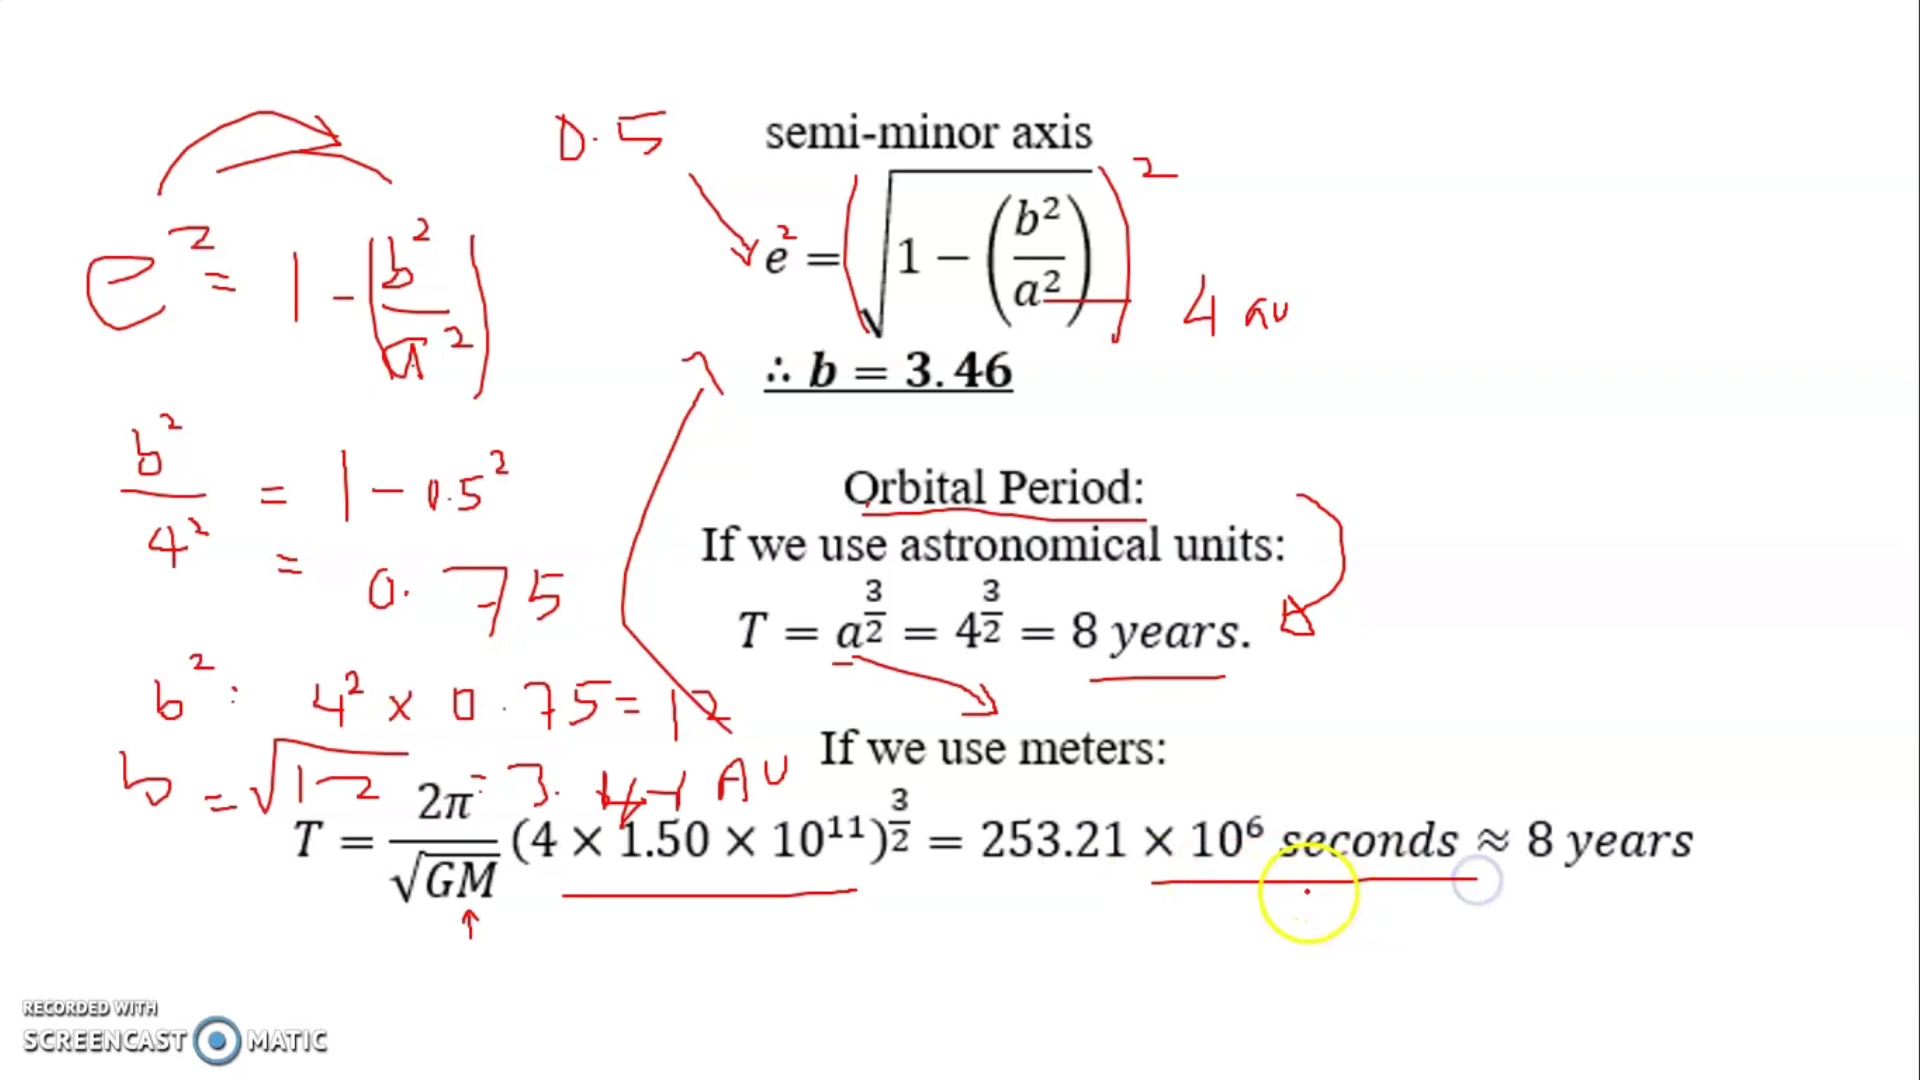 0.5
semi-minor axis
e² = (√(1 − (b²/a²)))²
4 au
∴ b = 3.46
e² = 1 − (b²/a²)
b²/4² = 1 − 0.5²
= 0.75
b² : 4² × 0.75 = 12
b = √12 = 3.
AU
Orbital Period:
If we use astronomical units:
T = a^(3/2) = 4^(3/2) = 8 years.
If we use meters:
T = 2π/√GM (4 × 1.50 × 10¹¹)^(3/2) = 253.21 × 10⁶ seconds ≈ 8 years
RECORDED WITH
SCREENCAST MATIC